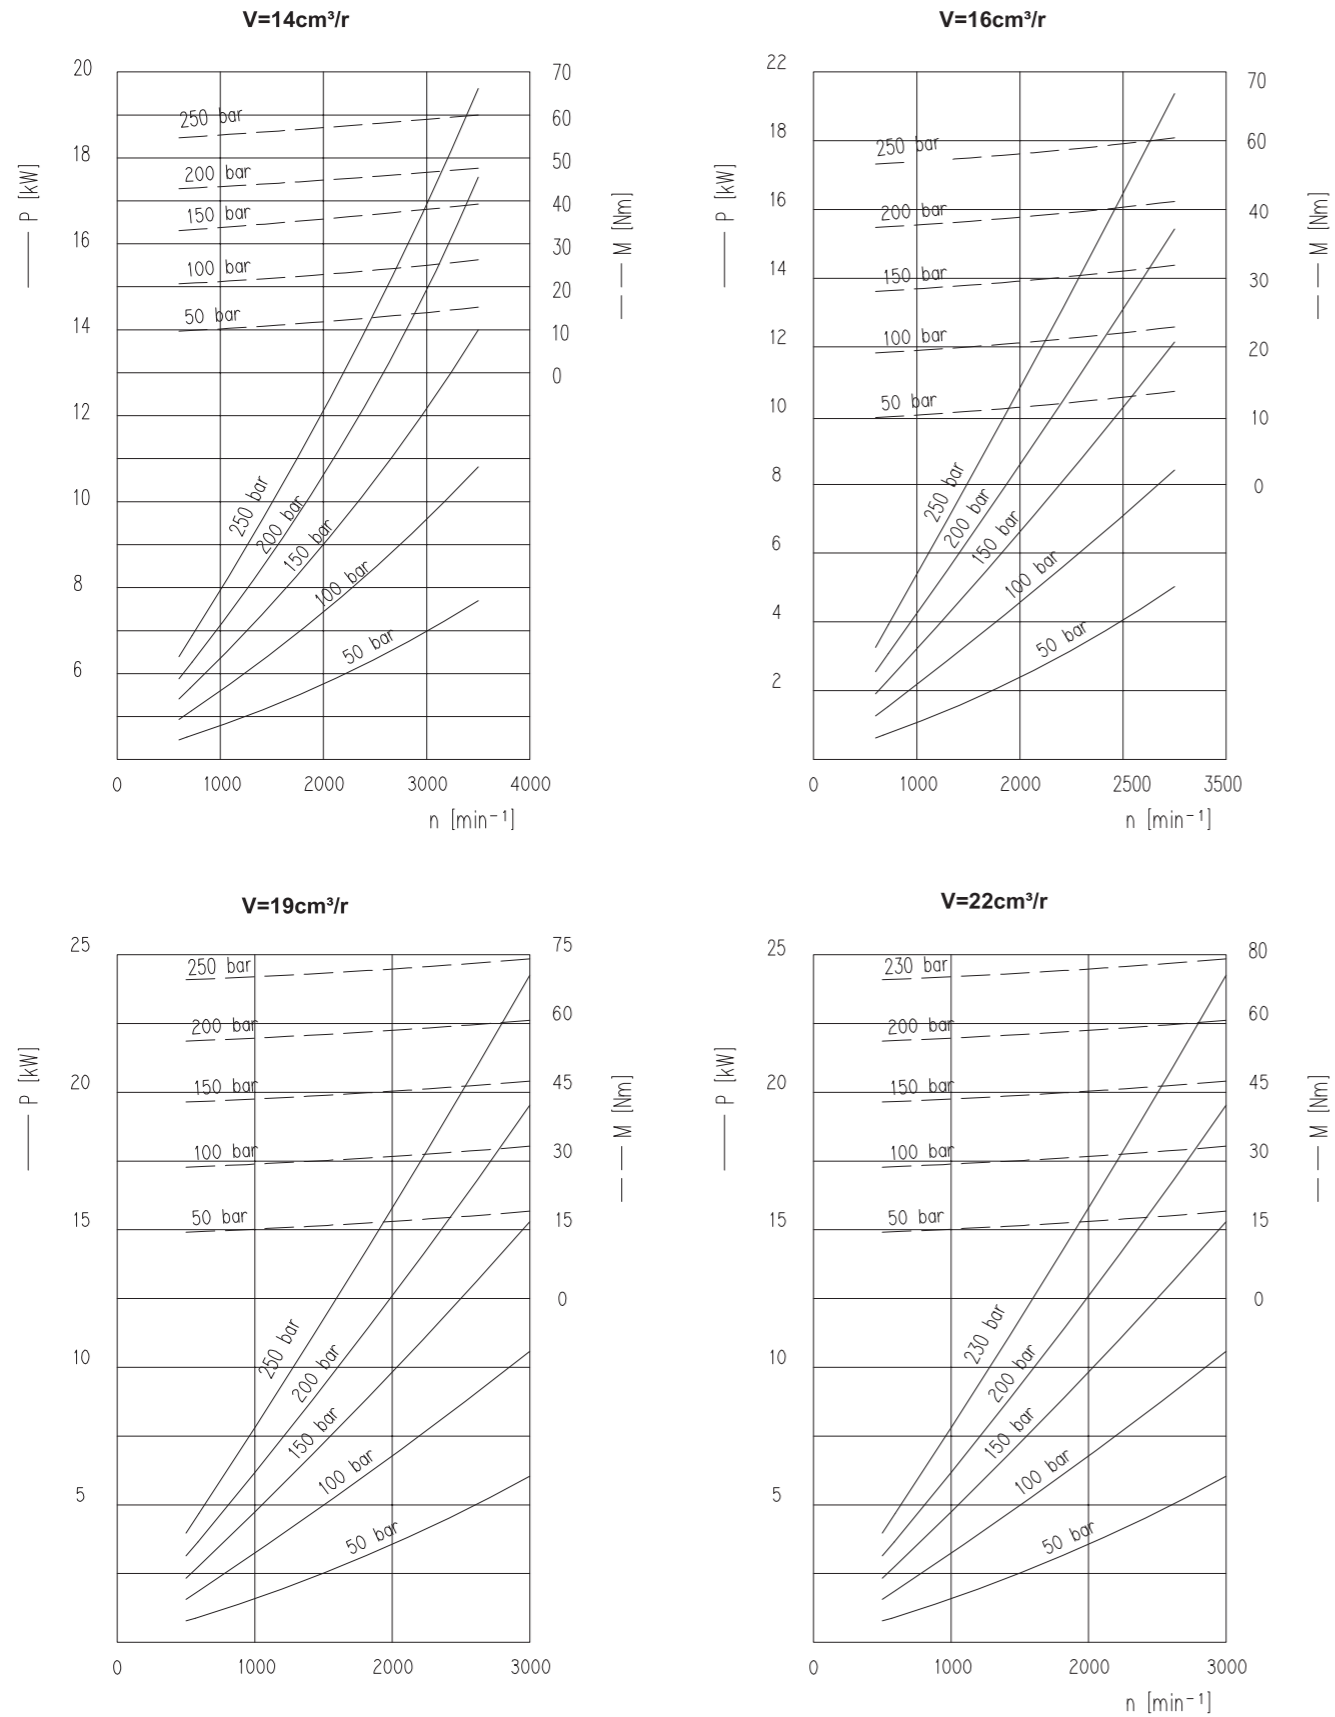 V=14cm³/r
20
18
16
14
12
10
8
6
P [kW]
70
60
50
40
30
20
10
0
M [Nm]
250 bar
200 bar
150 bar
100 bar
50 bar
250 bar
200 bar
150 bar
100 bar
50 bar
0 1000 2000 3000 4000
n [min⁻¹]
V=16cm³/r
22
18
16
14
12
10
8
6
4
2
P [kW]
70
60
40
30
20
10
0
M [Nm]
250 bar
200 bar
150 bar
100 bar
50 bar
250 bar
200 bar
150 bar
100 bar
50 bar
0 1000 2000 2500 3500
n [min⁻¹]
V=19cm³/r
25
20
15
10
5
P [kW]
75
60
45
30
15
0
M [Nm]
250 bar
200 bar
150 bar
100 bar
50 bar
250 bar
200 bar
150 bar
100 bar
50 bar
0 1000 2000 3000
V=22cm³/r
25
20
15
10
5
P [kW]
80
60
45
30
15
0
M [Nm]
230 bar
200 bar
150 bar
100 bar
50 bar
230 bar
200 bar
150 bar
100 bar
50 bar
0 1000 2000 3000
n [min⁻¹]